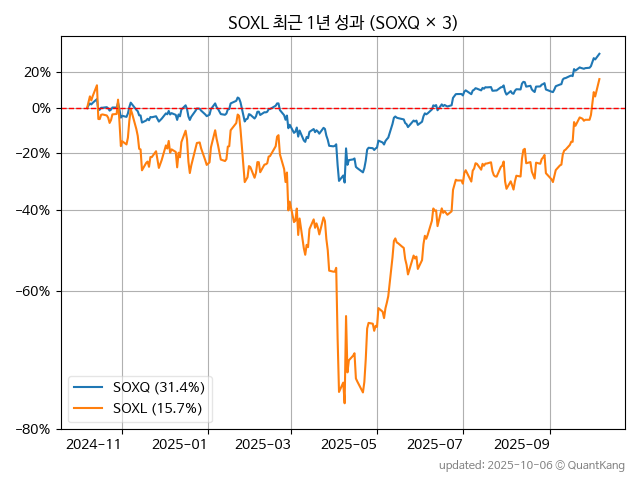 SOXL 최근 1년 성과 (SOXQ × 3)
20%
0%
−20%
−40%
−60%
−80%
SOXQ (31.4%)
SOXL (15.7%)
2024-11 2025-01 2025-03 2025-05 2025-07 2025-09
updated: 2025-10-06 ⓒ QuantKang